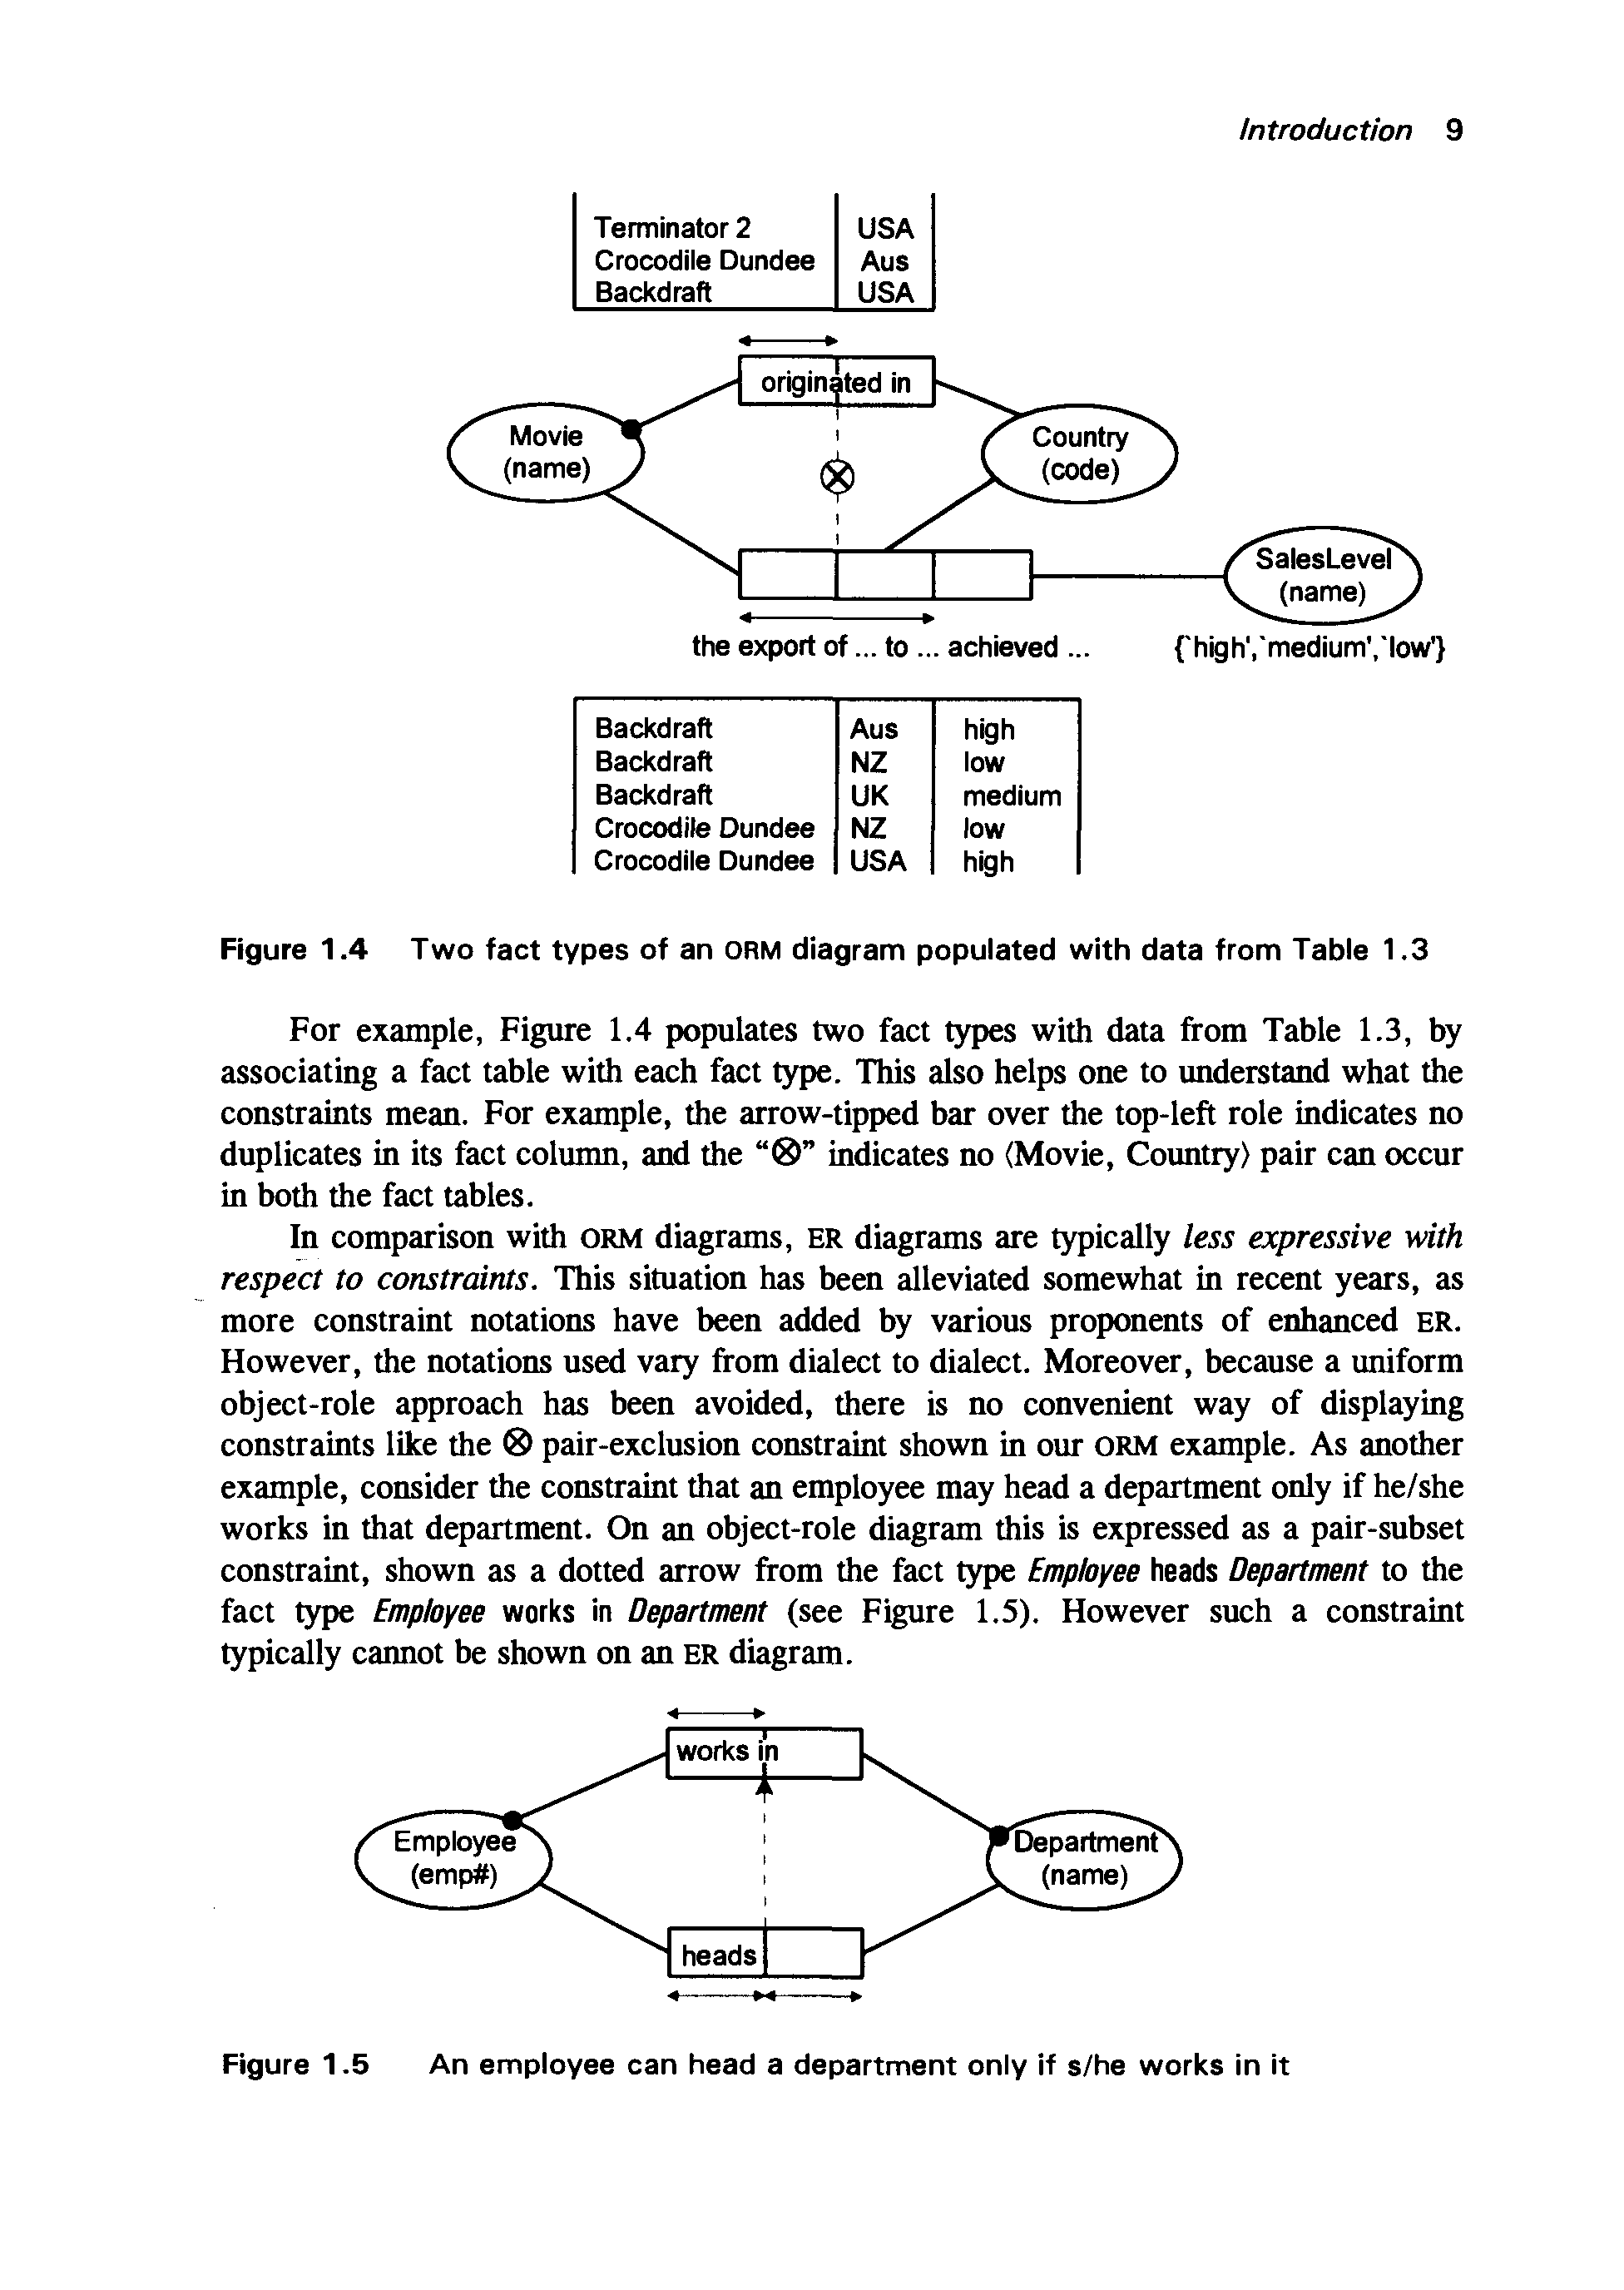 Introduction 9
Terminator 2 USA
Crocodile Dundee Aus
Backdraft USA
originated in
Movie
(name)
Country
(code)
SalesLevel
(name)
the export of ... to ... achieved ...
{'high','medium','low'}
Backdraft Aus high
Backdraft NZ low
Backdraft UK medium
Crocodile Dundee NZ low
Crocodile Dundee USA high
Figure 1.4 Two fact types of an ORM diagram populated with data from Table 1.3
For example, Figure 1.4 populates two fact types with data from Table 1.3, by
associating a fact table with each fact type. This also helps one to understand what the
constraints mean. For example, the arrow-tipped bar over the top-left role indicates no
duplicates in its fact column, and the “⊗” indicates no ⟨Movie, Country⟩ pair can occur
in both the fact tables.
In comparison with ORM diagrams, ER diagrams are typically less expressive with
respect to constraints. This situation has been alleviated somewhat in recent years, as
more constraint notations have been added by various proponents of enhanced ER.
However, the notations used vary from dialect to dialect. Moreover, because a uniform
object-role approach has been avoided, there is no convenient way of displaying
constraints like the ⊗ pair-exclusion constraint shown in our ORM example. As another
example, consider the constraint that an employee may head a department only if he/she
works in that department. On an object-role diagram this is expressed as a pair-subset
constraint, shown as a dotted arrow from the fact type Employee heads Department to the
fact type Employee works in Department (see Figure 1.5). However such a constraint
typically cannot be shown on an ER diagram.
works in
Employee
(emp#)
Department
(name)
heads
Figure 1.5 An employee can head a department only if s/he works in it